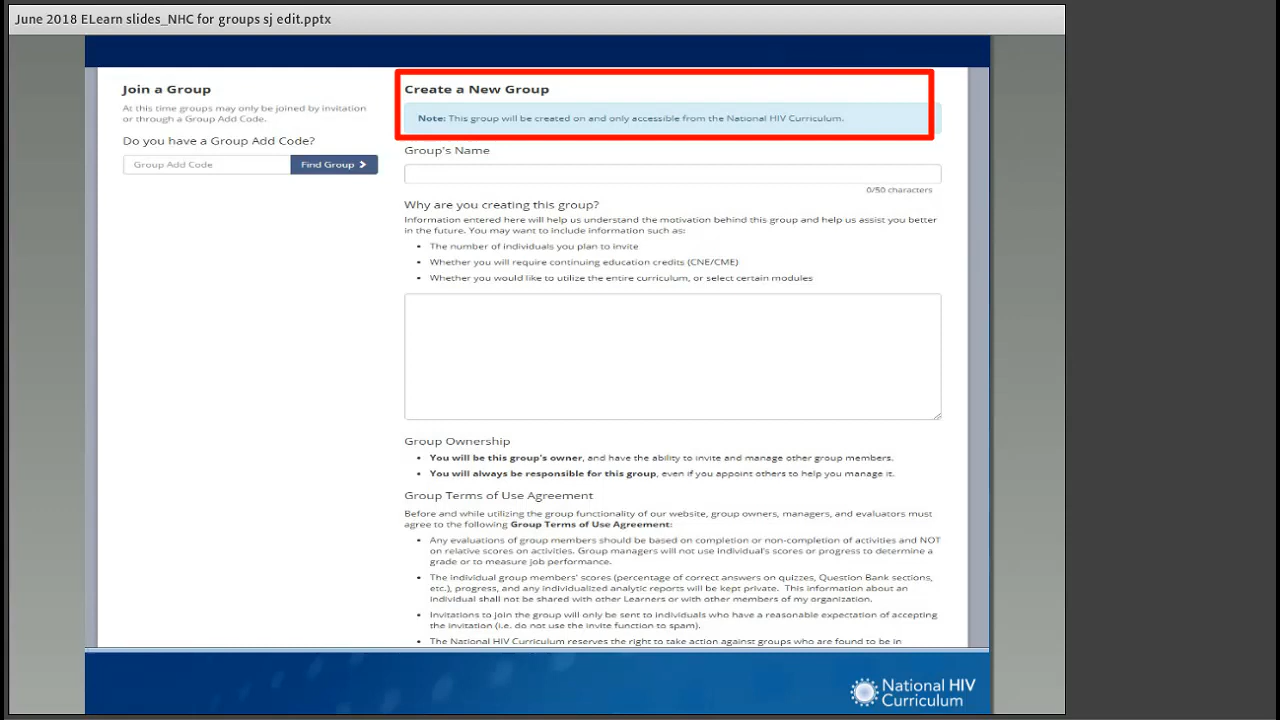 June 2018 ELearn slides_NHC for groups sj edit.pptx
Join a Group
At this time groups may only be joined by invitation
or through a Group Add Code.
Do you have a Group Add Code?
Group Add Code
Find Group
Create a New Group
Note: This group will be created on and only accessible from the National HIV Curriculum.
Group's Name
0/50 characters
Why are you creating this group?
Information entered here will help us understand the motivation behind this group and help us assist you better
in the future. You may want to include information such as:
• The number of individuals you plan to invite
• Whether you will require continuing education credits (CNE/CME)
• Whether you would like to utilize the entire curriculum, or select certain modules
Group Ownership
• You will be this group's owner, and have the ability to invite and manage other group members.
• You will always be responsible for this group, even if you appoint others to help you manage it.
Group Terms of Use Agreement
Before and while utilizing the group functionality of our website, group owners, managers, and evaluators must
agree to the following Group Terms of Use Agreement:
• Any evaluations of group members should be based on completion or non-completion of activities and NOT
on relative scores on activities. Group managers will not use individual's scores or progress to determine a
grade or to measure job performance.
• The individual group members' scores (percentage of correct answers on quizzes, Question Bank sections,
etc.), progress, and any individualized analytic reports will be kept private. This information about an
individual shall not be shared with other Learners or with other members of my organization.
• Invitations to join the group will only be sent to individuals who have a reasonable expectation of accepting
the invitation (i.e. do not use the invite function to spam).
• The National HIV Curriculum reserves the right to take action against groups who are found to be in
National HIV
Curriculum